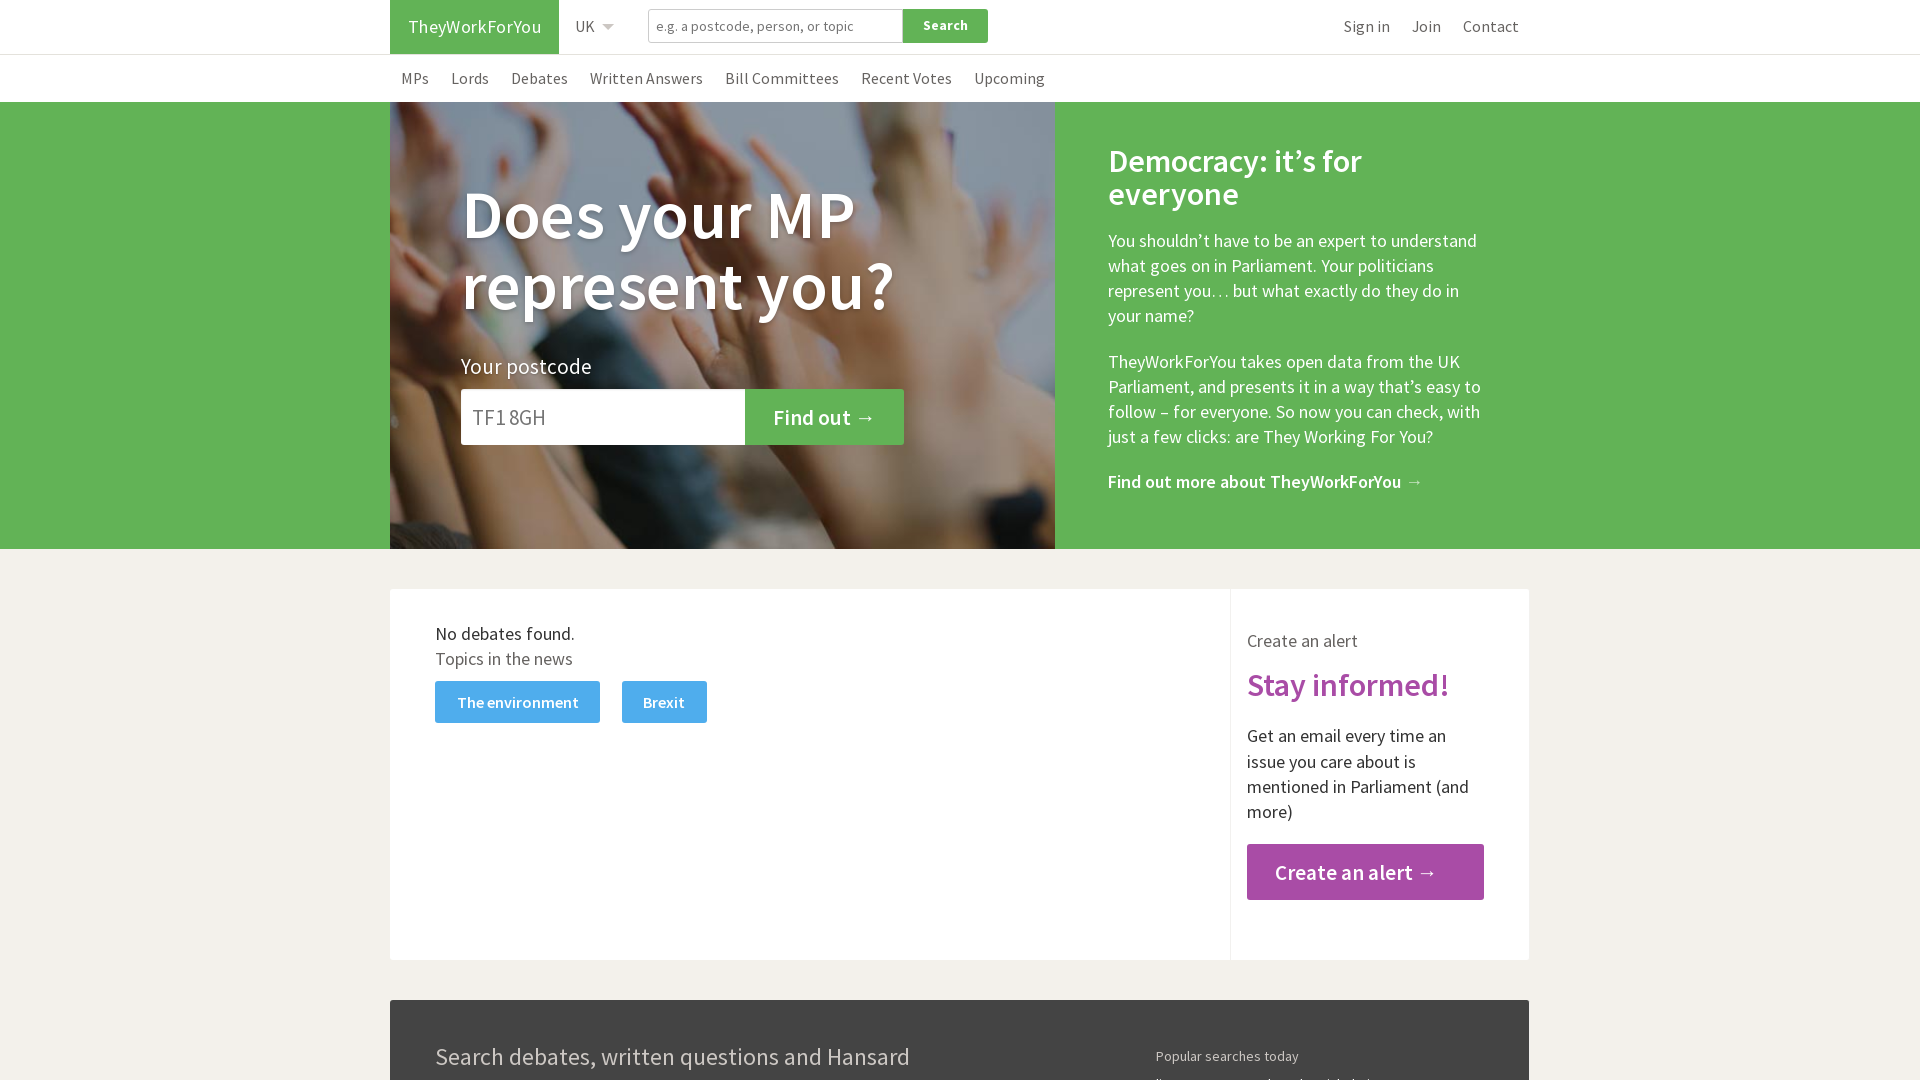 TheyWorkForYou
UK
e.g. a postcode, person, or topic
Search
Sign in
Join
Contact
MPs
Lords
Debates
Written Answers
Bill Committees
Recent Votes
Upcoming
Does your MP
represent you?
Your postcode
TF1 8GH
Find out →
Democracy: it’s for
everyone
You shouldn’t have to be an expert to understand
what goes on in Parliament. Your politicians
represent you… but what exactly do they do in
your name?
TheyWorkForYou takes open data from the UK
Parliament, and presents it in a way that’s easy to
follow – for everyone. So now you can check, with
just a few clicks: are They Working For You?
Find out more about TheyWorkForYou →
No debates found.
Topics in the news
The environment
Brexit
Create an alert
Stay informed!
Get an email every time an
issue you care about is
mentioned in Parliament (and
more)
Create an alert →
Search debates, written questions and Hansard
Popular searches today